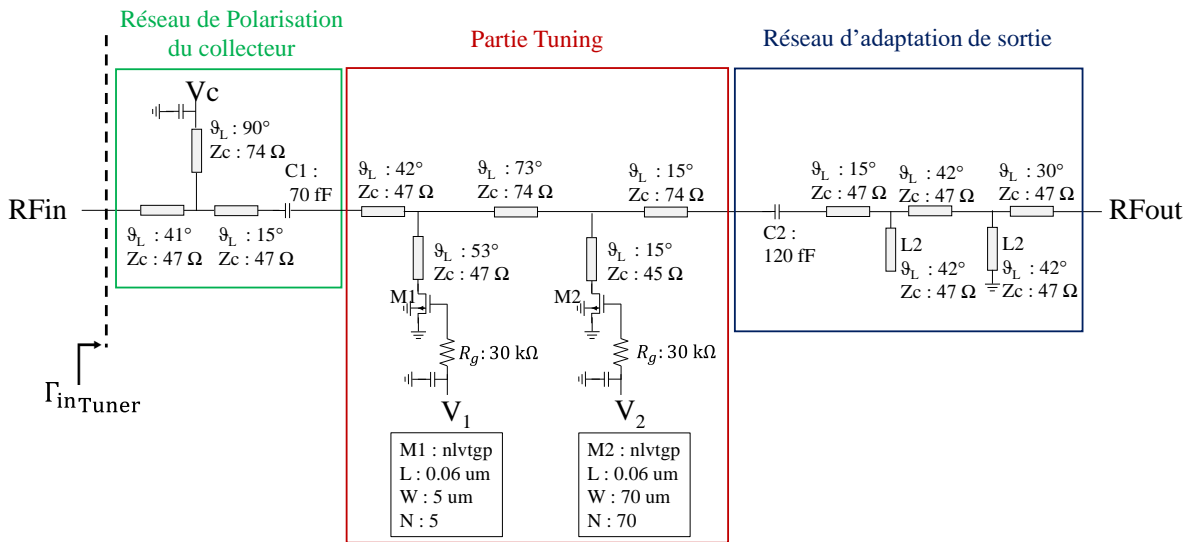 Réseau de Polarisation
du collecteur
Partie Tuning
Réseau d'adaptation de sortie
Vc
ϑL : 90°
Zc : 74 Ω
C1 :
70 fF
ϑL : 42°
Zc : 47 Ω
ϑL : 73°
Zc : 74 Ω
ϑL : 15°
Zc : 74 Ω
ϑL : 15°
Zc : 47 Ω
ϑL : 42°
Zc : 47 Ω
ϑL : 30°
Zc : 47 Ω
RFin
RFout
ϑL : 41°
Zc : 47 Ω
ϑL : 15°
Zc : 47 Ω
C2 :
120 fF
ϑL : 53°
Zc : 47 Ω
ϑL : 15°
Zc : 45 Ω
L2
ϑL : 42°
Zc : 47 Ω
L2
ϑL : 42°
Zc : 47 Ω
M1
M2
Rg: 30 kΩ
Rg: 30 kΩ
ΓinTuner
V1
V2
M1 : nlvtgp
L : 0.06 um
W : 5 um
N : 5
M2 : nlvtgp
L : 0.06 um
W : 70 um
N : 70